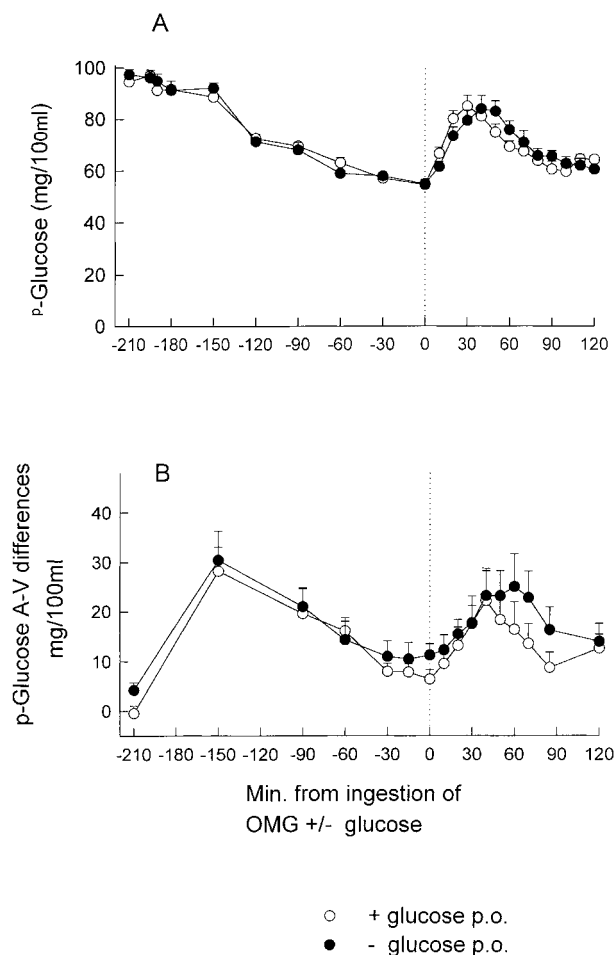 A
ᵖ-Glucose (mg/100ml)
100
80
60
40
20
0
-210 -180 -150 -120 -90 -60 -30 0 30 60 90 120
B
p-Glucose A-V differences
mg/100ml
40
30
20
10
0
-210 -180 -150 -120 -90 -60 -30 0 30 60 90 120
Min. from ingestion of
OMG +/- glucose
+ glucose p.o.
- glucose p.o.